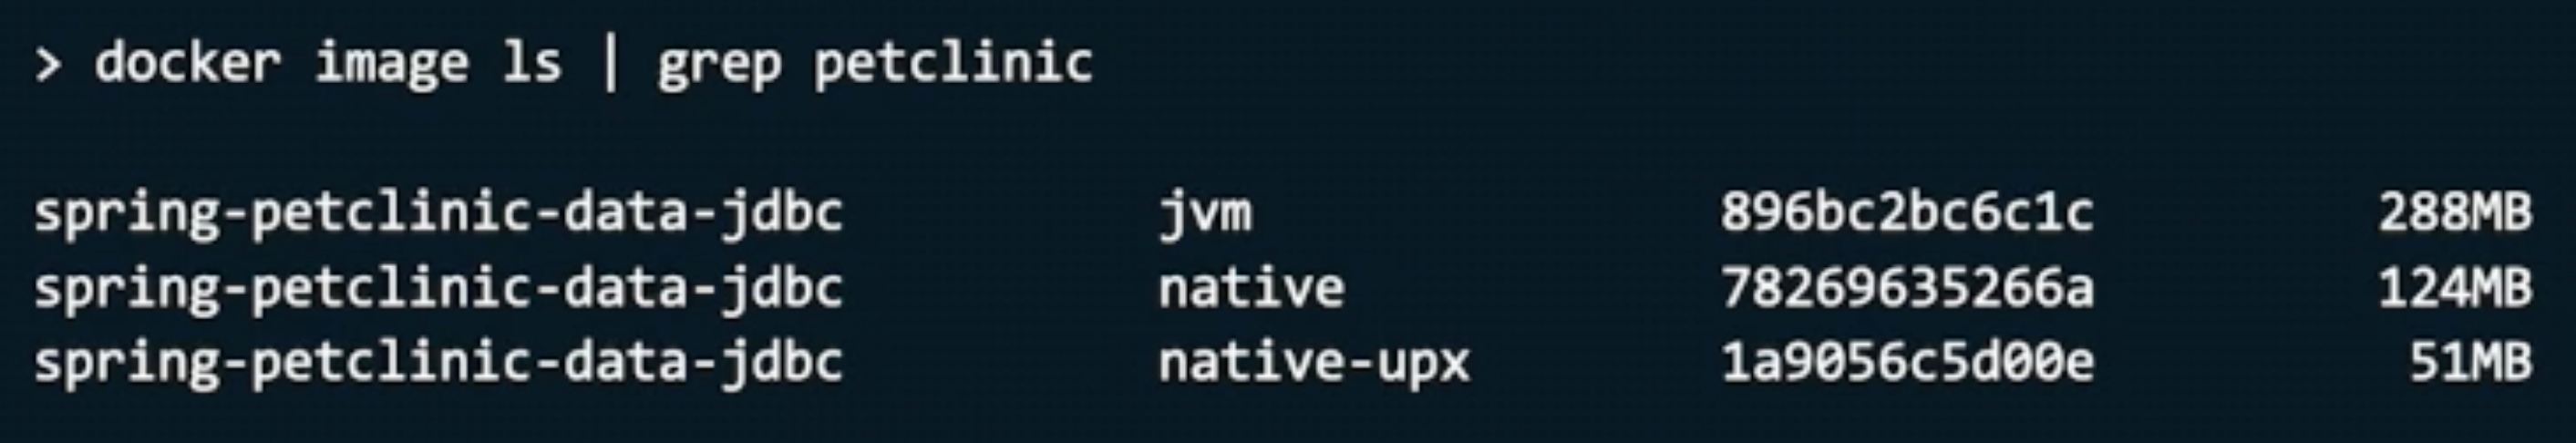 > docker image ls | grep petclinic
spring-petclinic-data-jdbc jvm 896bc2bc6c1c 288MB
spring-petclinic-data-jdbc native 78269635266a 124MB
spring-petclinic-data-jdbc native-upx 1a9056c5d00e 51MB